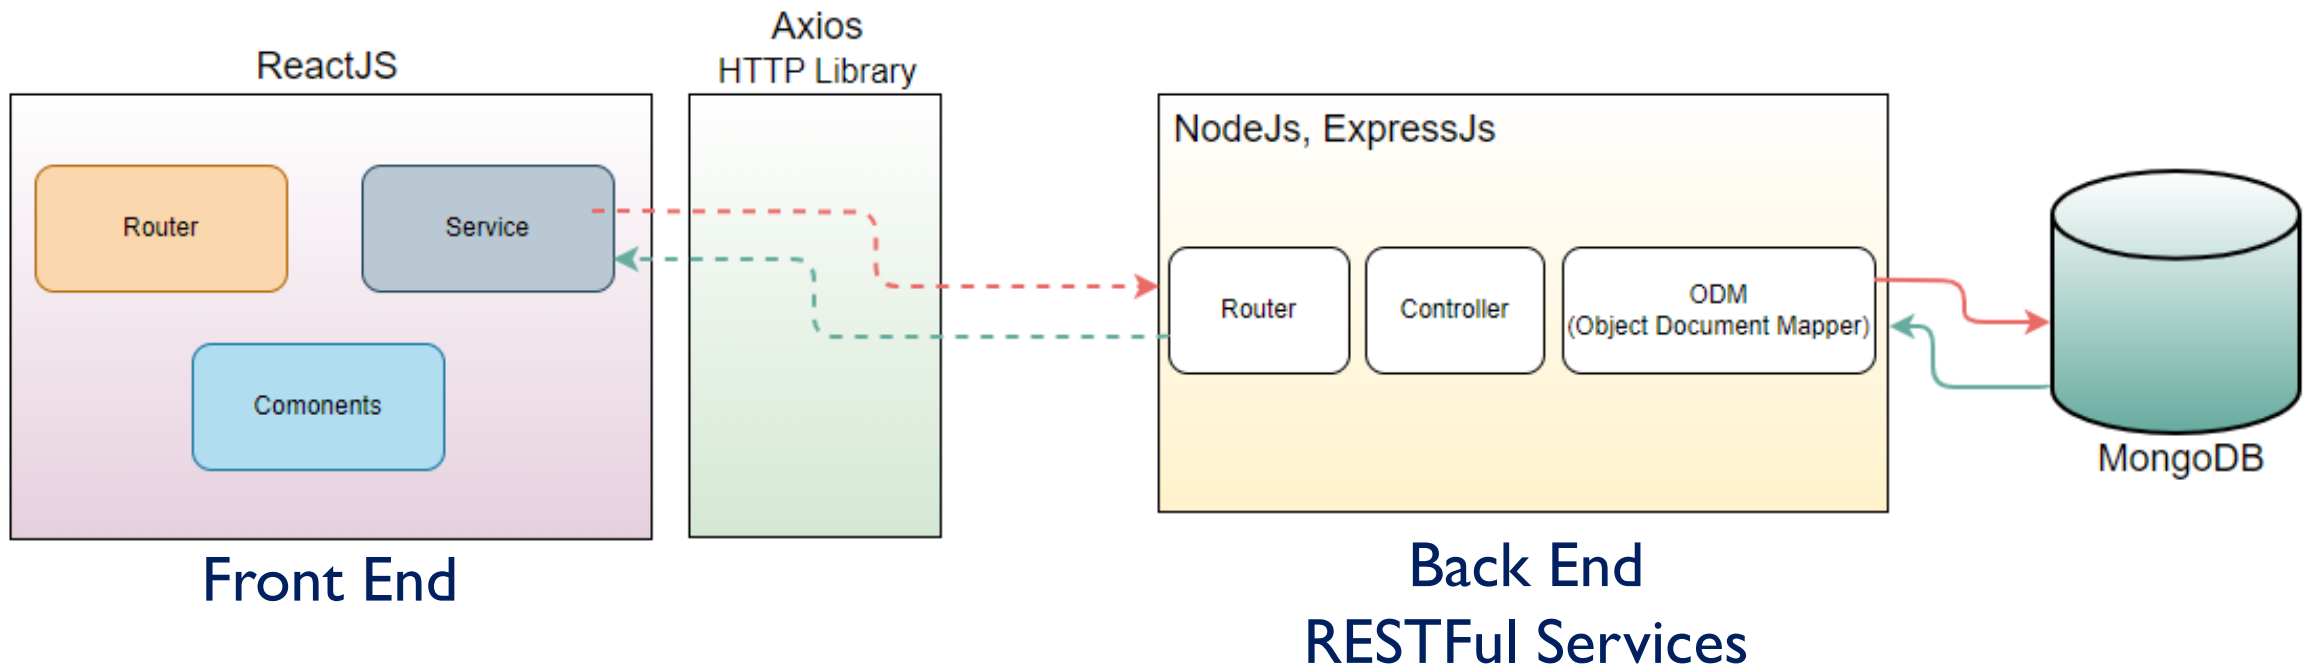 ReactJS
Axios
HTTP Library
Router
Service
Comonents
Front End
NodeJs, ExpressJs
Router
Controller
ODM
(Object Document Mapper)
Back End
RESTFul Services
MongoDB